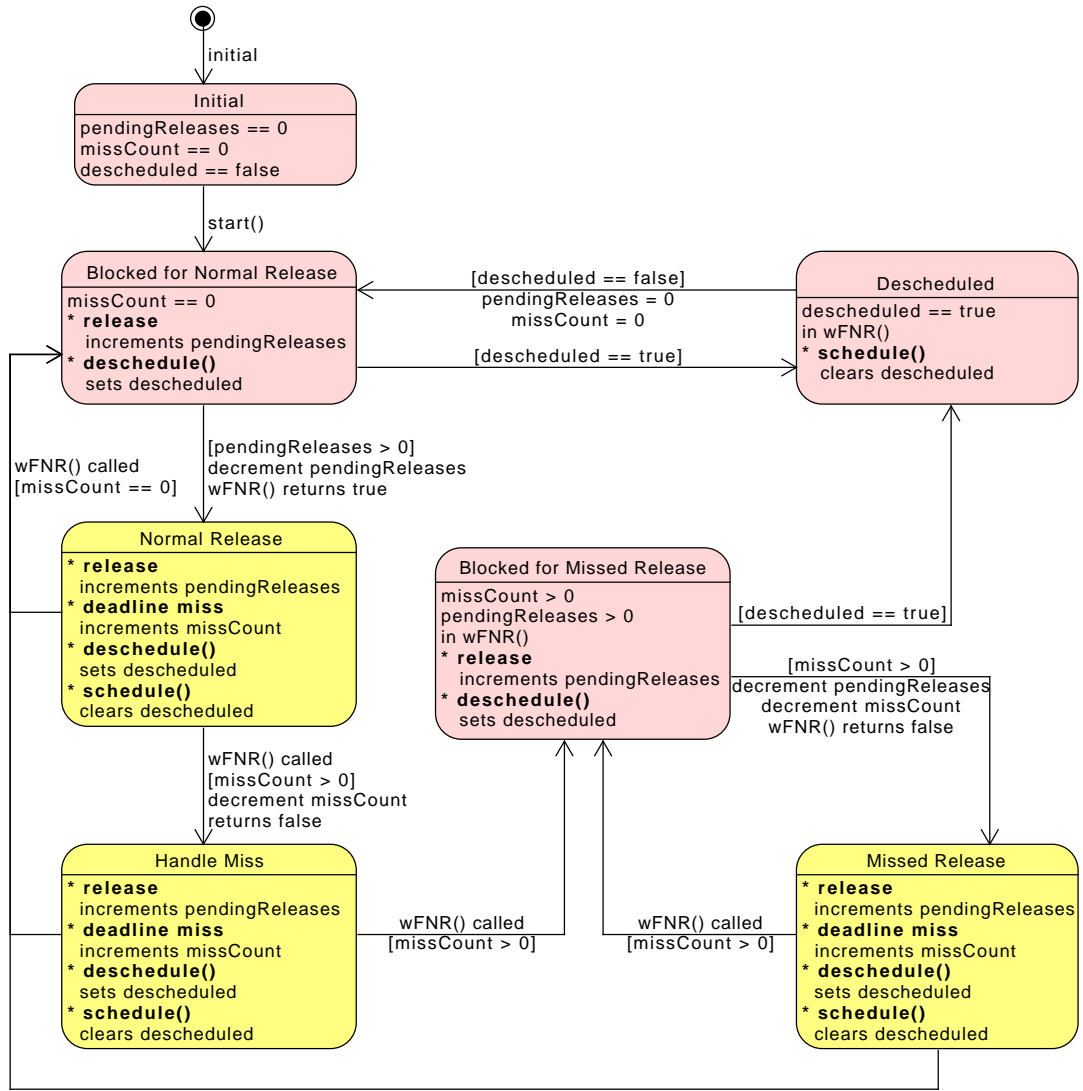 initial
Initial
pendingReleases == 0
missCount == 0
descheduled == false
start()
Blocked for Normal Release
missCount == 0
* release
increments pendingReleases
* deschedule()
sets descheduled
[descheduled == false]
pendingReleases = 0
missCount = 0
[descheduled == true]
Descheduled
descheduled == true
in wFNR()
* schedule()
clears descheduled
wFNR() called
[missCount == 0]
[pendingReleases > 0]
decrement pendingReleases
wFNR() returns true
Normal Release
* release
increments pendingReleases
* deadline miss
increments missCount
* deschedule()
sets descheduled
* schedule()
clears descheduled
Blocked for Missed Release
missCount > 0
pendingReleases > 0
in wFNR()
* release
increments pendingReleases
* deschedule()
sets descheduled
[descheduled == true]
[missCount > 0]
decrement pendingReleases
decrement missCount
wFNR() returns false
wFNR() called
[missCount > 0]
decrement missCount
returns false
Handle Miss
* release
increments pendingReleases
* deadline miss
increments missCount
* deschedule()
sets descheduled
* schedule()
clears descheduled
wFNR() called
[missCount > 0]
wFNR() called
[missCount > 0]
Missed Release
* release
increments pendingReleases
* deadline miss
increments missCount
* deschedule()
sets descheduled
* schedule()
clears descheduled